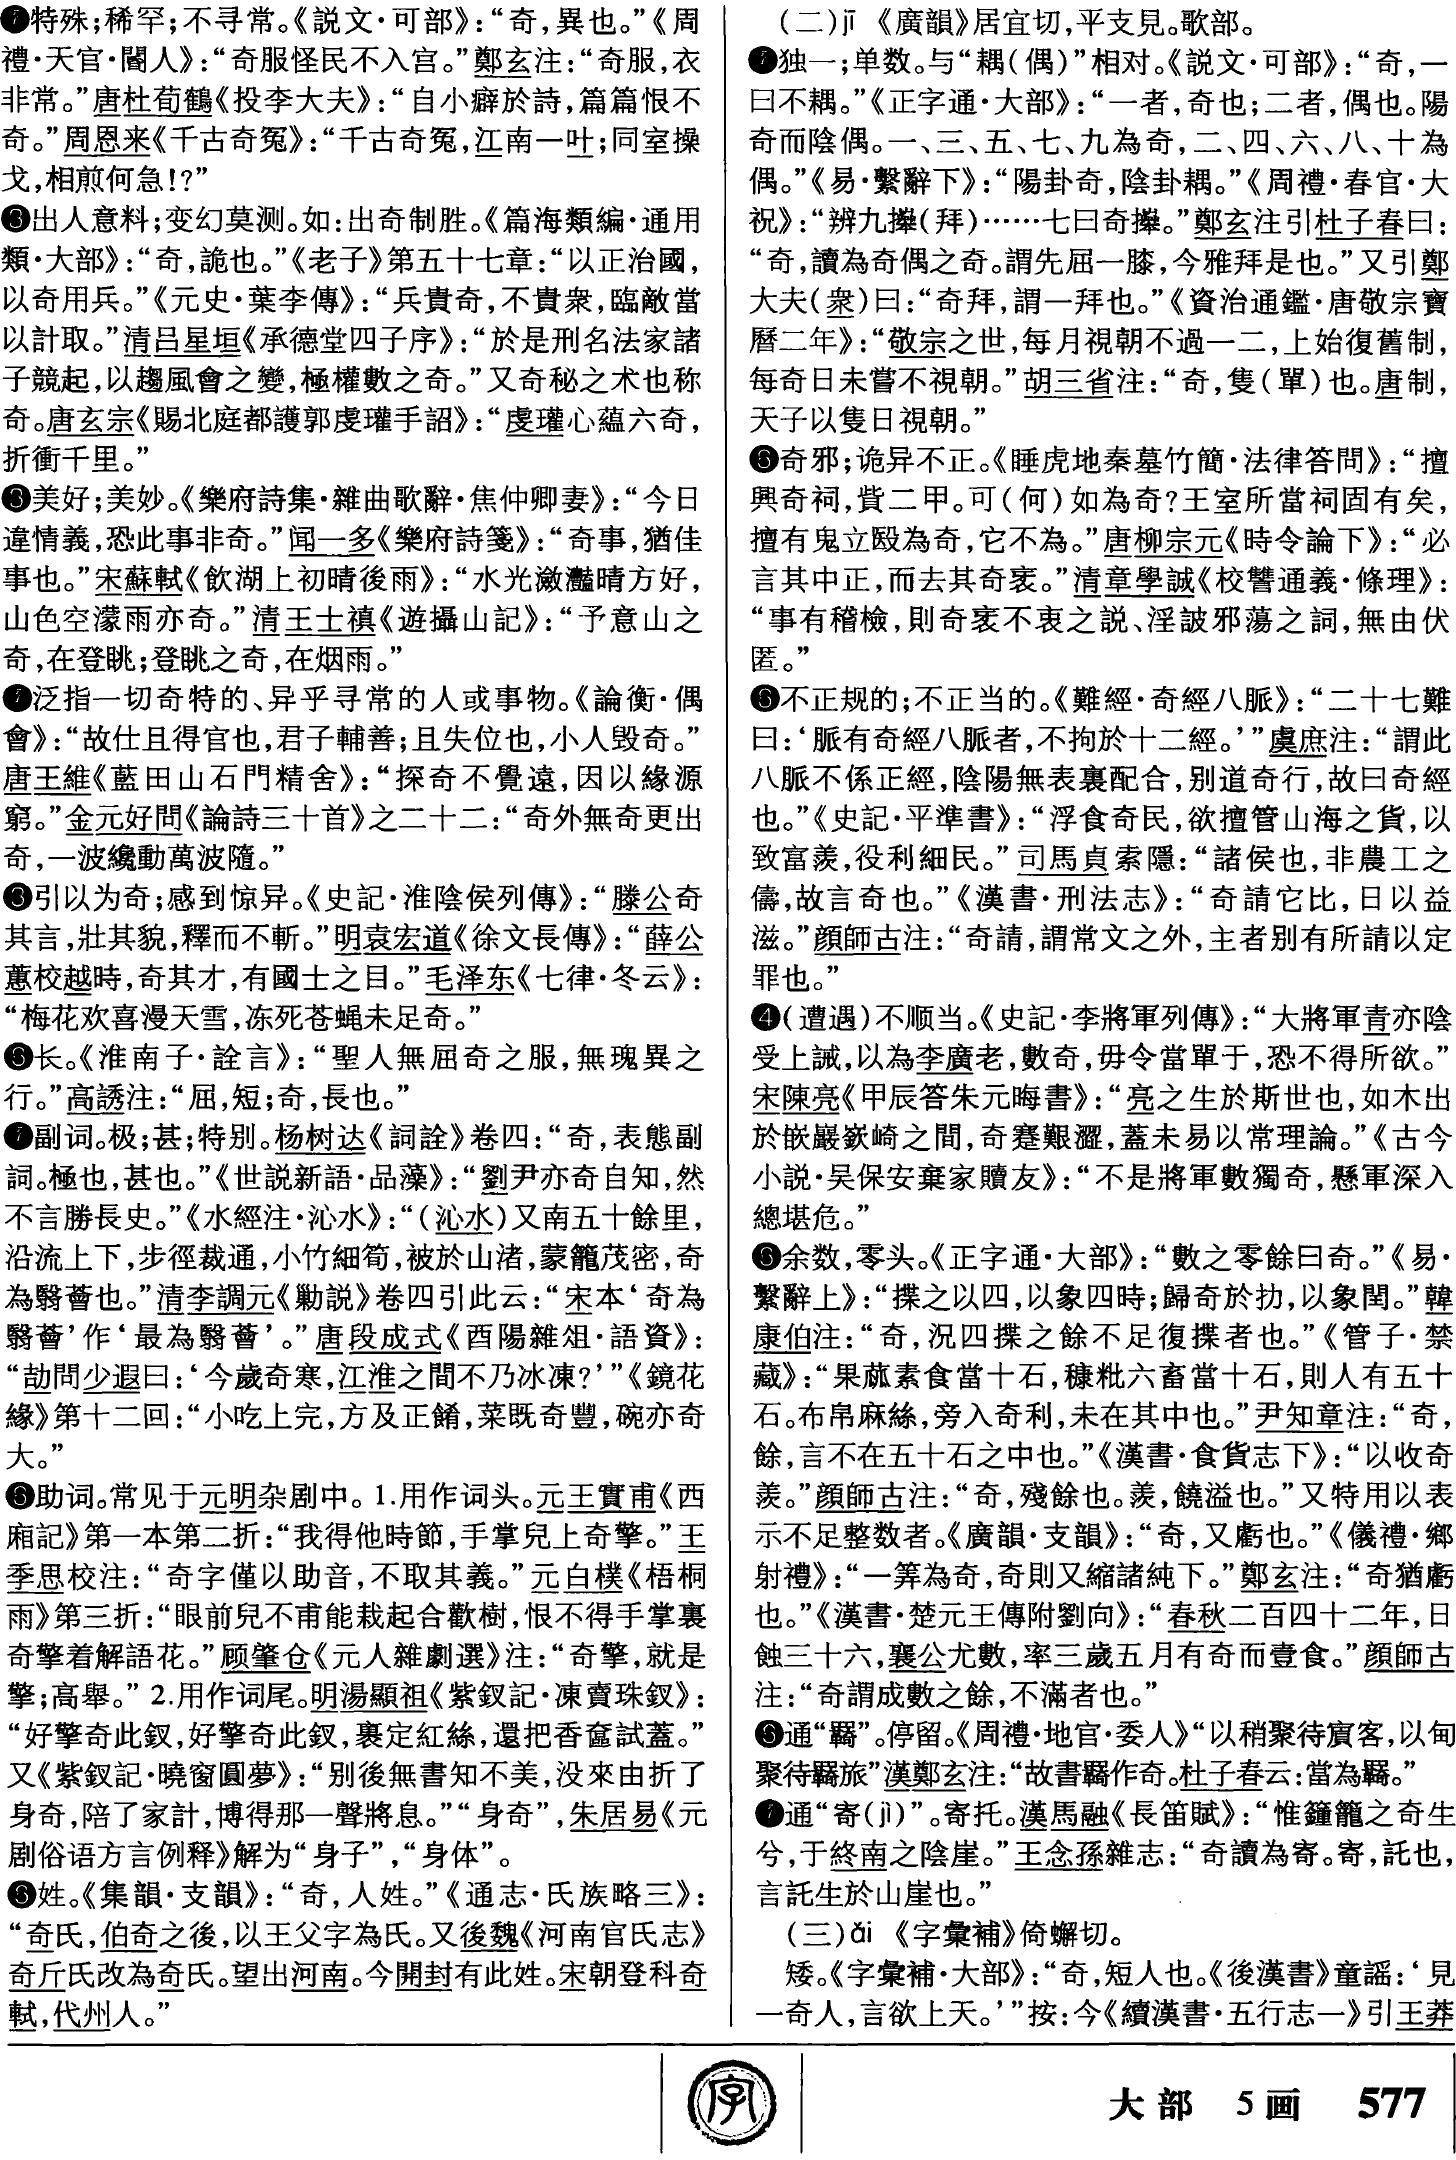 ❶特殊;稀罕;不寻常。《説文·可部》:“奇,異也。”《周
禮·天官·閽人》:“奇服怪民不入宫。”鄭玄注:“奇服,衣
非常。”唐杜荀鶴《投李大夫》:“自小癖於詩,篇篇恨不
奇。”周恩来《千古奇冤》:“千古奇冤,江南一叶;同室操
戈,相煎何急!?”
❷出人意料;变幻莫测。如:出奇制胜。《篇海類編·通用
類·大部》:“奇,詭也。”《老子》第五十七章:“以正治國,
以奇用兵。”《元史·葉李傳》:“兵貴奇,不貴衆,臨敵當
以計取。”清吕星垣《承德堂四子序》:“於是刑名法家諸
子競起,以趨風會之變,極權數之奇。”又奇秘之术也称
奇。唐玄宗《賜北庭都護郭虔瓘手詔》:“虔瓘心蘊六奇,
折衝千里。”
❸美好;美妙。《樂府詩集·雜曲歌辭·焦仲卿妻》:“今日
違情義,恐此事非奇。”闻一多《樂府詩箋》:“奇事,猶佳
事也。”宋蘇軾《飲湖上初晴後雨》:“水光瀲灩晴方好,
山色空濛雨亦奇。”清王士禛《遊攝山記》:“予意山之
奇,在登眺;登眺之奇,在烟雨。”
❹泛指一切奇特的、异乎寻常的人或事物。《論衡·偶
會》:“故仕且得官也,君子輔善;且失位也,小人毁奇。”
唐王維《藍田山石門精舍》:“探奇不覺遠,因以緣源
窮。”金元好問《論詩三十首》之二十二:“奇外無奇更出
奇,一波纔動萬波隨。”
❺引以为奇;感到惊异。《史記·淮陰侯列傳》:“滕公奇
其言,壯其貌,釋而不斬。”明袁宏道《徐文長傳》:“薛公
蕙校越時,奇其才,有國士之目。”毛泽东《七律·冬云》:
“梅花欢喜漫天雪,冻死苍蝇未足奇。”
❻长。《淮南子·詮言》:“聖人無屈奇之服,無瑰異之
行。”高誘注:“屈,短;奇,長也。”
❼副词。极;甚;特别。杨树达《詞詮》卷四:“奇,表態副
詞。極也,甚也。”《世説新語·品藻》:“劉尹亦奇自知,然
不言勝長史。”《水經注·沁水》:“(沁水)又南五十餘里,
沿流上下,步徑裁通,小竹細筍,被於山渚,蒙籠茂密,奇
為翳薈也。”清李調元《勦説》卷四引此云:“宋本‘奇為
翳薈’作‘最為翳薈’。”唐段成式《酉陽雜俎·語資》:
“劼問少遐曰:‘今歲奇寒,江淮之間不乃冰凍?’”《鏡花
緣》第十二回:“小吃上完,方及正餚,菜既奇豐,碗亦奇
大。”
❽助词。常见于元明杂剧中。1.用作词头。元王實甫《西
廂記》第一本第二折:“我得他時節,手掌兒上奇擎。”王
季思校注:“奇字僅以助音,不取其義。”元白樸《梧桐
雨》第三折:“眼前兒不甫能栽起合歡樹,恨不得手掌裏
奇擎着解語花。”顾肇仓《元人雜劇選》注:“奇擎,就是
擎;高舉。”2.用作词尾。明湯顯祖《紫釵記·凍賣珠釵》:
“好擎奇此釵,好擎奇此釵,裹定紅絲,還把香奩試蓋。”
又《紫釵記·曉窗圓夢》:“别後無書知不美,没來由折了
身奇,陪了家計,博得那一聲將息。”“身奇”,朱居易《元
剧俗语方言例释》解为“身子”,“身体”。
❾姓。《集韻·支韻》:“奇,人姓。”《通志·氏族略三》:
“奇氏,伯奇之後,以王父字為氏。又後魏《河南官氏志》
奇斤氏改為奇氏。望出河南。今開封有此姓。宋朝登科奇
軾,代州人。”
(二)jī 《廣韻》居宜切,平支見。歌部。
❶独一;单数。与“耦(偶)”相对。《説文·可部》:“奇,一
曰不耦。”《正字通·大部》:“一者,奇也;二者,偶也。陽
奇而陰偶。一、三、五、七、九為奇,二、四、六、八、十為
偶。”《易·繫辭下》:“陽卦奇,陰卦耦。”《周禮·春官·大
祝》:“辨九𢷎(拜)……七曰奇𢷎。”鄭玄注引杜子春曰:
“奇,讀為奇偶之奇。謂先屈一膝,今雅拜是也。”又引鄭
大夫(衆)曰:“奇拜,謂一拜也。”《資治通鑑·唐敬宗寶
曆二年》:“敬宗之世,每月視朝不過一二,上始復舊制,
每奇日未嘗不視朝。”胡三省注:“奇,隻(單)也。唐制,
天子以隻日視朝。”
❷奇邪;诡异不正。《睡虎地秦墓竹簡·法律答問》:“擅
興奇祠,貲二甲。可(何)如為奇?王室所當祠固有矣,
擅有鬼立殹為奇,它不為。”唐柳宗元《時令論下》:“必
言其中正,而去其奇衺。”清章學誠《校讐通義·條理》:
“事有稽檢,則奇衺不衷之説、淫詖邪蕩之詞,無由伏
匿。”
❸不正规的;不正当的。《難經·奇經八脈》:“二十七難
曰:‘脈有奇經八脈者,不拘於十二經。’”虞庶注:“謂此
八脈不係正經,陰陽無表裏配合,别道奇行,故曰奇經
也。”《史記·平準書》:“浮食奇民,欲擅管山海之貨,以
致富羨,役利細民。”司馬貞索隱:“諸侯也,非農工之
儔,故言奇也。”《漢書·刑法志》:“奇請它比,日以益
滋。”顔師古注:“奇請,謂常文之外,主者别有所請以定
罪也。”
❹(遭遇)不顺当。《史記·李將軍列傳》:“大將軍青亦陰
受上誡,以為李廣老,數奇,毋令當單于,恐不得所欲。”
宋陳亮《甲辰答朱元晦書》:“亮之生於斯世也,如木出
於嵌巖嶔崎之間,奇蹇艱澀,蓋未易以常理論。”《古今
小説·吴保安棄家贖友》:“不是將軍數獨奇,懸軍深入
總堪危。”
❺余数,零头。《正字通·大部》:“數之零餘曰奇。”《易·
繫辭上》:“揲之以四,以象四時;歸奇於扐,以象閏。”韓
康伯注:“奇,況四揲之餘不足復揲者也。”《管子·禁
藏》:“果蓏素食當十石,糠粃六畜當十石,則人有五十
石。布帛麻絲,旁入奇利,未在其中也。”尹知章注:“奇,
餘,言不在五十石之中也。”《漢書·食貨志下》:“以收奇
羨。”顔師古注:“奇,殘餘也。羨,饒溢也。”又特用以表
示不足整数者。《廣韻·支韻》:“奇,又虧也。”《儀禮·鄉
射禮》:“一筭為奇,奇則又縮諸純下。”鄭玄注:“奇猶虧
也。”《漢書·楚元王傳附劉向》:“春秋二百四十二年,日
蝕三十六,襄公尤數,率三歲五月有奇而壹食。”顔師古
注:“奇謂成數之餘,不滿者也。”
❻通“羇”。停留。《周禮·地官·委人》“以稍聚待賓客,以甸
聚待羇旅”漢鄭玄注:“故書羇作奇。杜子春云:當為羇。”
❼通“寄(jì)”。寄托。漢馬融《長笛賦》:“惟籦籠之奇生
兮,于終南之陰崖。”王念孫雜志:“奇讀為寄。寄,託也,
言託生於山崖也。”
(三)ǎi 《字彙補》倚蠏切。
矮。《字彙補·大部》:“奇,短人也。《後漢書》童謡:‘見
一奇人,言欲上天。’”按:今《續漢書·五行志一》引王莽
字
大部 5画 577